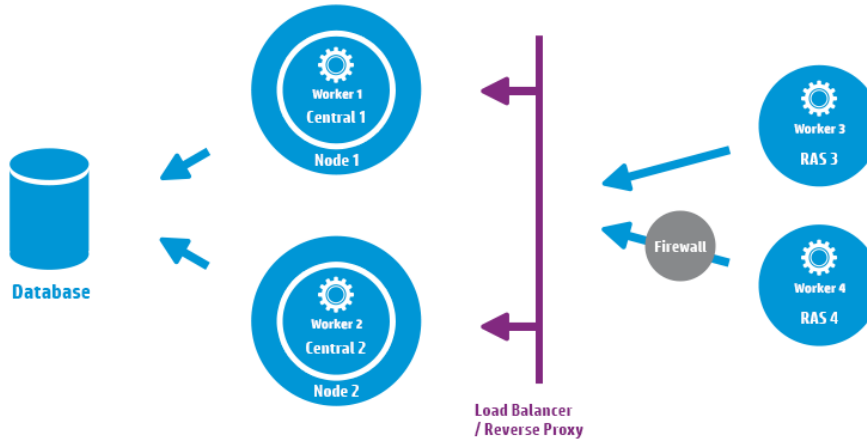 Worker 1
Central 1
Node 1
Worker 3
RAS 3
Firewall
Database
Worker 4
RAS 4
Worker 2
Central 2
Node 2
Load Balancer
/ Reverse Proxy